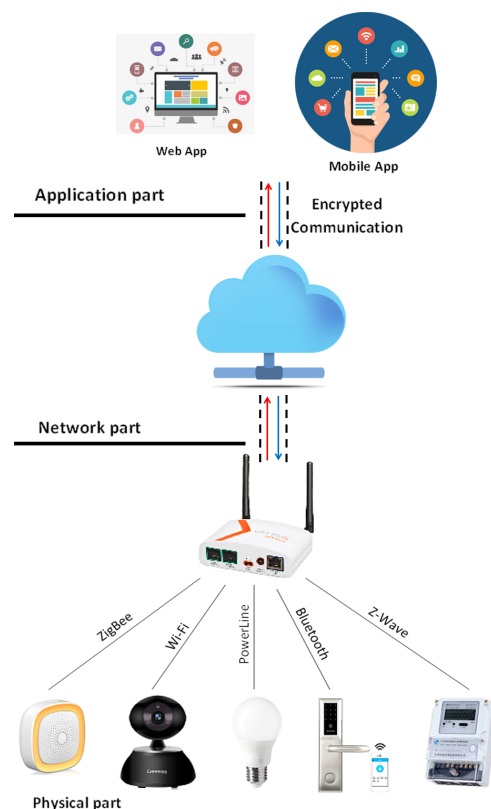 Web App
Mobile App
Application part
Encrypted
Communication
Network part
ZigBee
Wi-Fi
PowerLine
Bluetooth
Z-Wave
Physical part